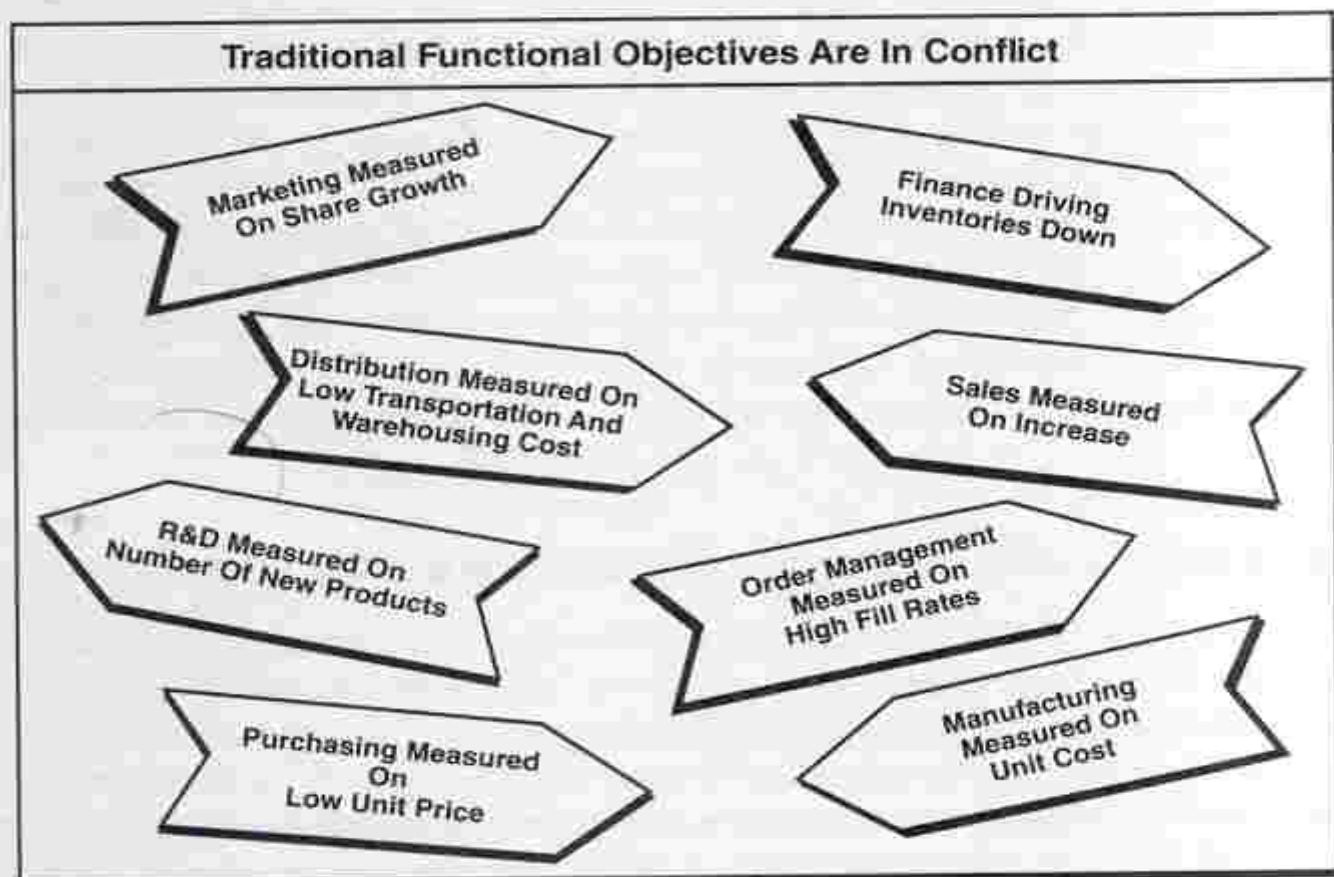 Traditional Functional Objectives Are In Conflict
Marketing Measured
On Share Growth
Finance Driving
Inventories Down
Distribution Measured On
Low Transportation And
Warehousing Cost
Sales Measured
On Increase
R&D Measured On
Number Of New Products
Order Management
Measured On
High Fill Rates
Purchasing Measured
On
Low Unit Price
Manufacturing
Measured On
Unit Cost